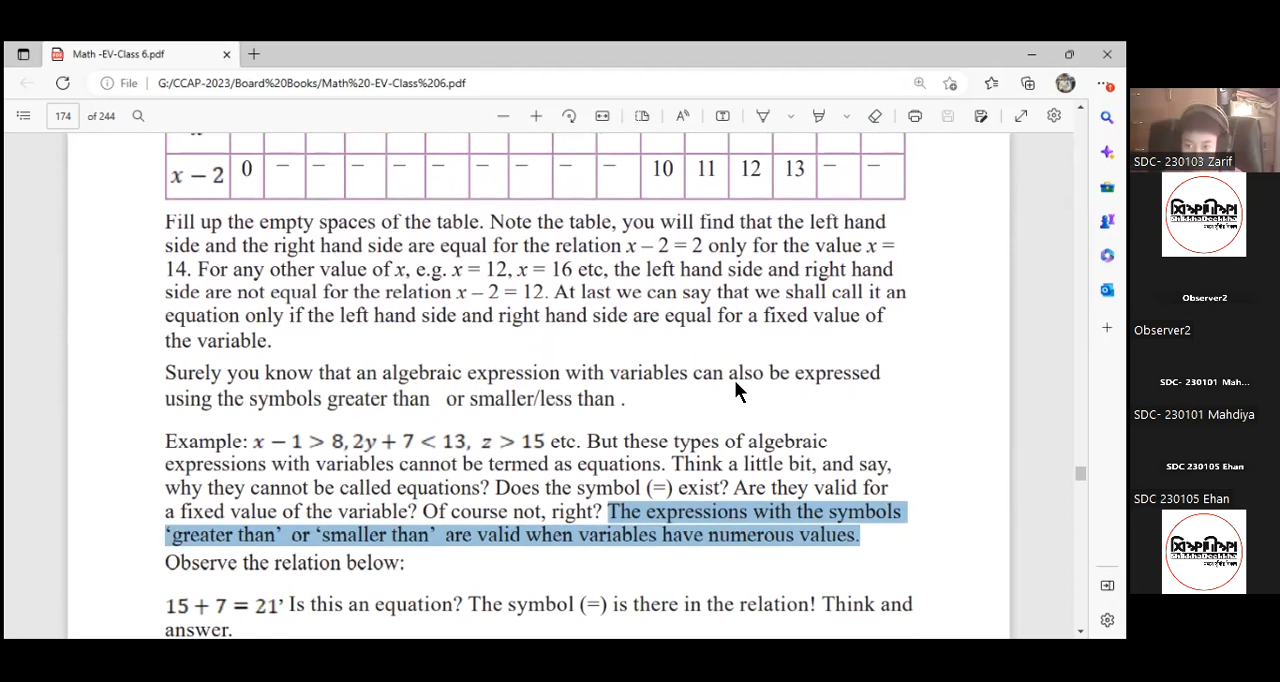 Math -EV-Class 6.pdf
File G:/CCAP-2023/Board%20Books/Math%20-EV-Class%206.pdf
174 of 244
x − 2 0 − − − − − − − − − 10 11 12 13 − −
Fill up the empty spaces of the table. Note the table, you will find that the left hand
side and the right hand side are equal for the relation x – 2 = 2 only for the value x =
14. For any other value of x, e.g. x = 12, x = 16 etc, the left hand side and right hand
side are not equal for the relation x – 2 = 12. At last we can say that we shall call it an
equation only if the left hand side and right hand side are equal for a fixed value of
the variable.
Surely you know that an algebraic expression with variables can also be expressed
using the symbols greater than or smaller/less than .
Example: x − 1 > 8, 2y + 7 < 13, z > 15 etc. But these types of algebraic
expressions with variables cannot be termed as equations. Think a little bit, and say,
why they cannot be called equations? Does the symbol (=) exist? Are they valid for
a fixed value of the variable? Of course not, right? The expressions with the symbols
‘greater than’ or ‘smaller than’ are valid when variables have numerous values.
Observe the relation below:
15 + 7 = 21’ Is this an equation? The symbol (=) is there in the relation! Think and
answer.
SDC- 230103 Zarif
শিক্ষাদীক্ষা
ShikkhaDeekkha
Observer2
Observer2
SDC- 230101 Mah...
SDC- 230101 Mahdiya
SDC 230105 Ehan
SDC 230105 Ehan
শিক্ষাদীক্ষা
ShikkhaDeekkha